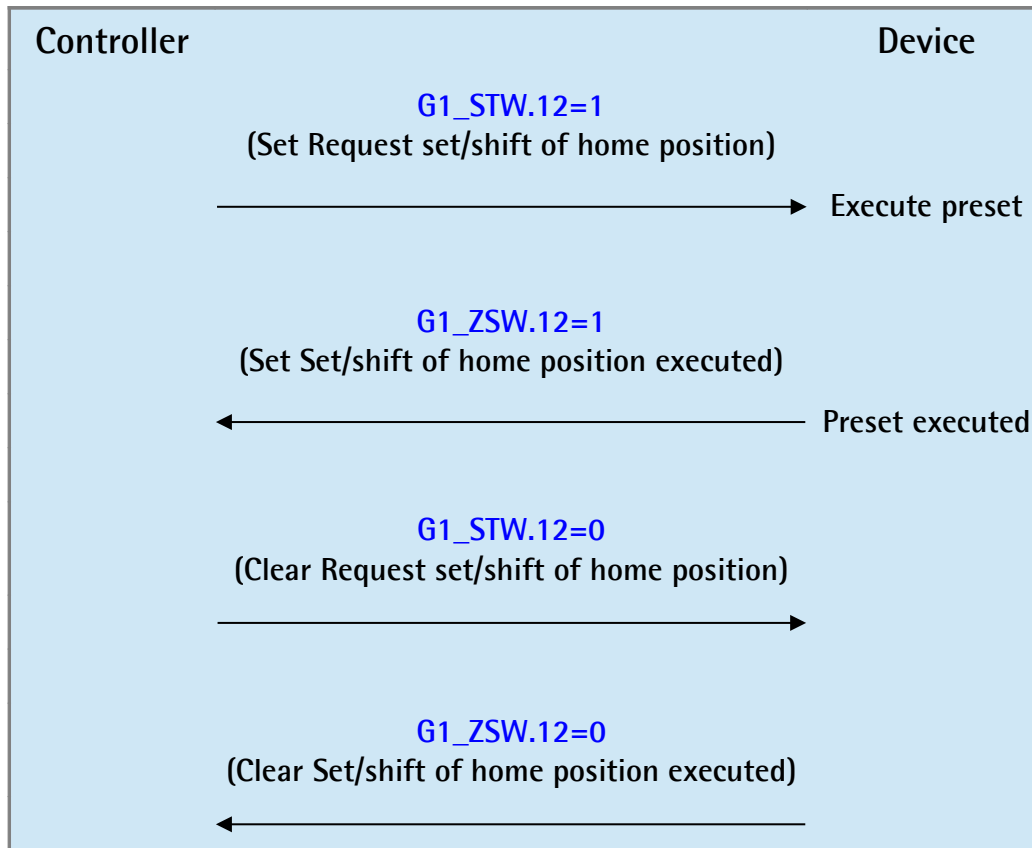 Controller
Device
G1_STW.12=1
(Set Request set/shift of home position)
Execute preset
G1_ZSW.12=1
(Set Set/shift of home position executed)
Preset executed
G1_STW.12=0
(Clear Request set/shift of home position)
G1_ZSW.12=0
(Clear Set/shift of home position executed)